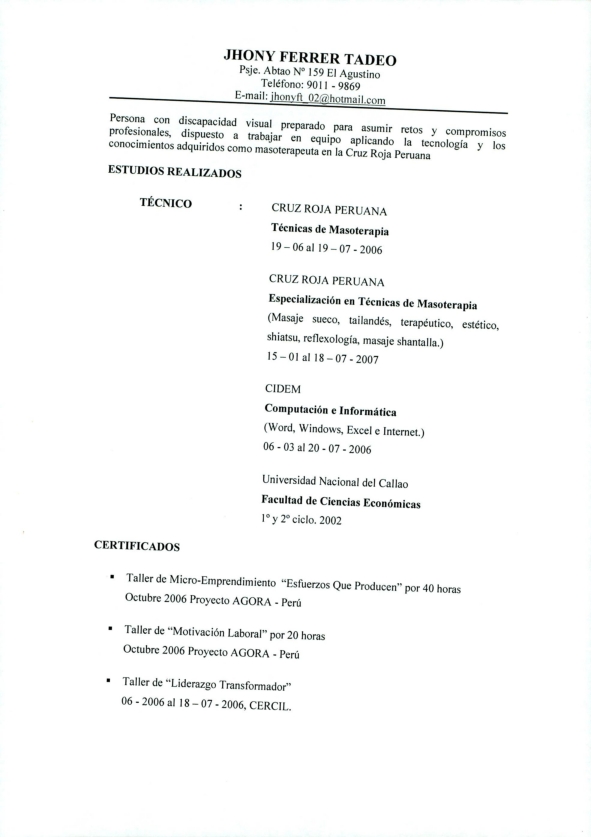 JHONY FERRER TADEO
Psje. Abtao Nº 159 El Agustino
Teléfono: 9011 - 9869
E-mail: jhonyft_02@hotmail.com
Persona con discapacidad visual preparado para asumir retos y compromisos
profesionales, dispuesto a trabajar en equipo aplicando la tecnología y los
conocimientos adquiridos como masoterapeuta en la Cruz Roja Peruana
ESTUDIOS REALIZADOS
TÉCNICO : CRUZ ROJA PERUANA
Técnicas de Masoterapia
19 – 06 al 19 – 07 - 2006
CRUZ ROJA PERUANA
Especialización en Técnicas de Masoterapia
(Masaje sueco, tailandés, terapéutico, estético,
shiatsu, reflexología, masaje shantalla.)
15 – 01 al 18 – 07 - 2007
CIDEM
Computación e Informática
(Word, Windows, Excel e Internet.)
06 - 03 al 20 - 07 - 2006
Universidad Nacional del Callao
Facultad de Ciencias Económicas
1º y 2º ciclo. 2002
CERTIFICADOS
▪ Taller de Micro-Emprendimiento “Esfuerzos Que Producen” por 40 horas
Octubre 2006 Proyecto AGORA - Perú
▪ Taller de “Motivación Laboral” por 20 horas
Octubre 2006 Proyecto AGORA - Perú
▪ Taller de “Liderazgo Transformador”
06 - 2006 al 18 – 07 - 2006, CERCIL.